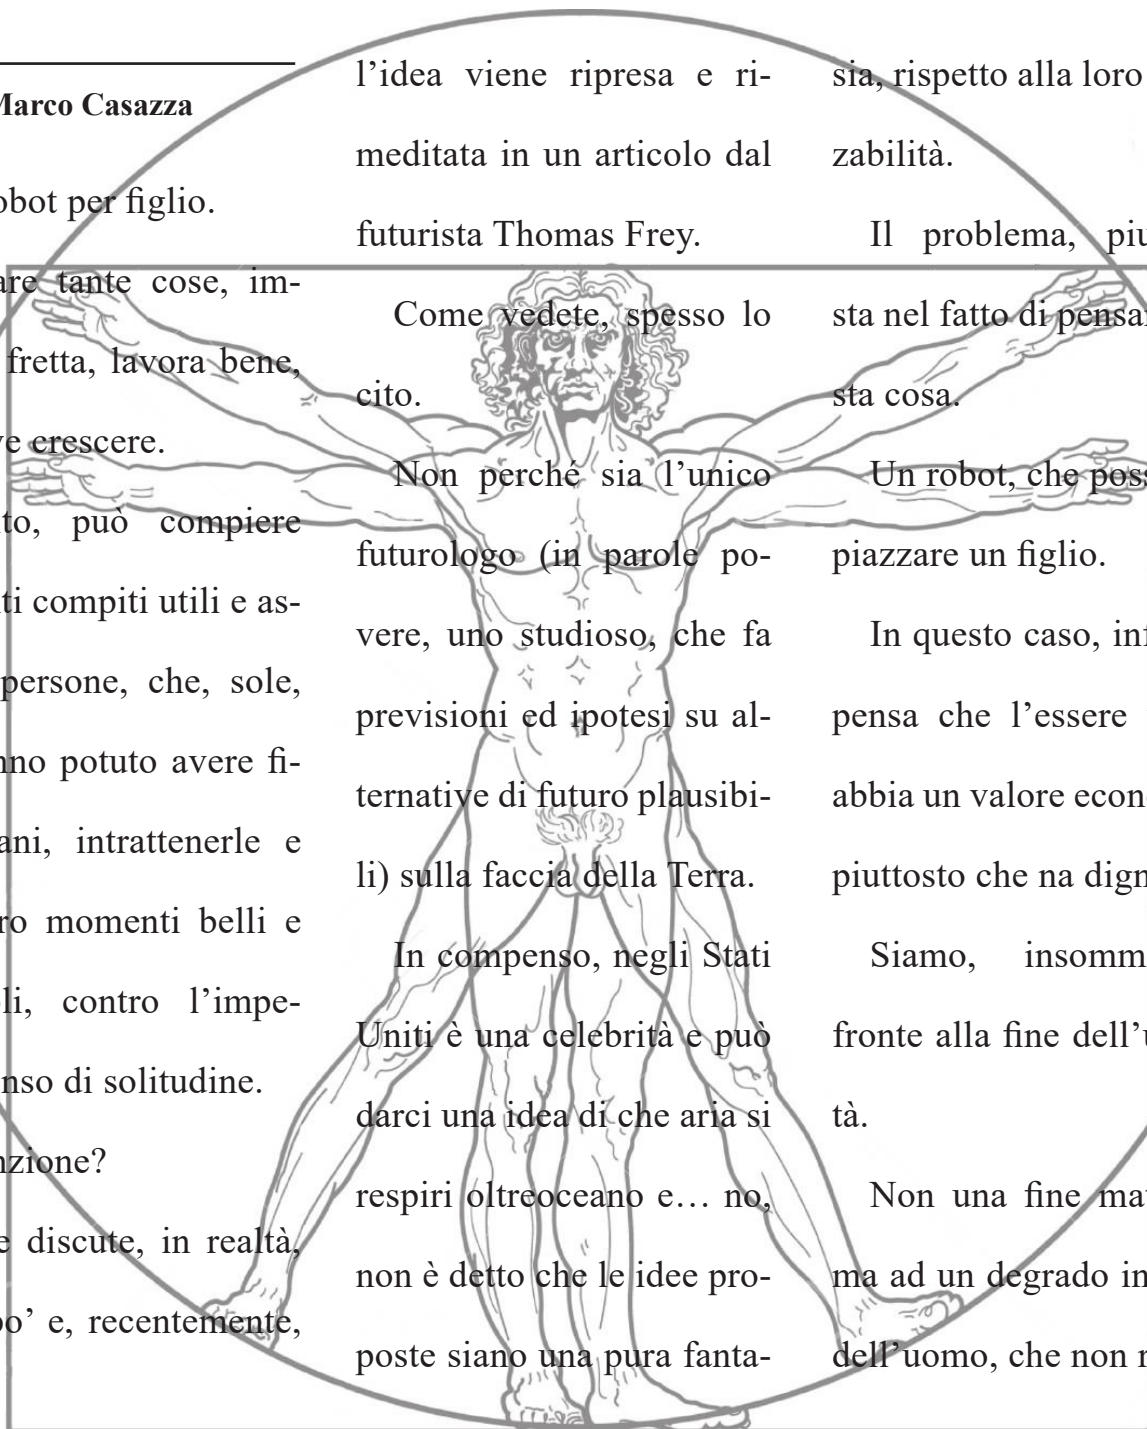 Marco Casazza
obot per figlio.
are tante cose, im-
fretta, lavora bene,
ve crescere.
to, può compiere
ti compiti utili e as-
persone, che, sole,
nno potuto avere fi-
ani, intrattenerle e
ro momenti belli e
li, contro l’impe-
nso di solitudine.
nzione?
e discute, in realtà,
po’ e, recentemente,
l’idea viene ripresa e ri-
meditata in un articolo dal
futurista Thomas Frey.
Come vedete, spesso lo
cito.
Non perché sia l’unico
futurologo (in parole po-
vere, uno studioso, che fa
previsioni ed ipotesi su al-
ternative di futuro plausibi-
li) sulla faccia della Terra.
In compenso, negli Stati
Uniti è una celebrità e può
darci una idea di che aria si
respiri oltreoceano e… no,
non è detto che le idee pro-
poste siano una pura fanta-
sia, rispetto alla loro
zabilità.
Il problema, piu
sta nel fatto di pensar
sta cosa.
Un robot, che poss
piazzare un figlio.
In questo caso, inf
pensa che l’essere
abbia un valore econo
piuttosto che na dign
Siamo, insomm
fronte alla fine dell’u
tà.
Non una fine mat
ma ad un degrado in
dell’uomo, che non r